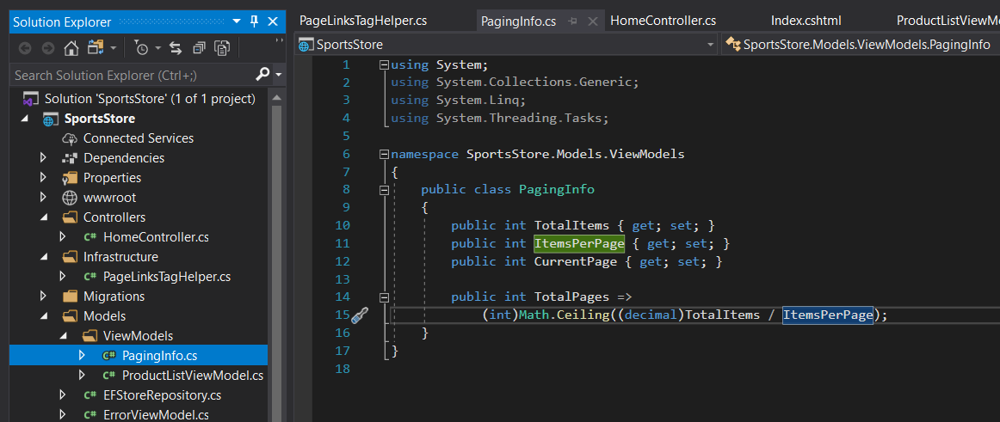 Solution Explorer
Search Solution Explorer (Ctrl+;)
Solution 'SportsStore' (1 of 1 project)
SportsStore
Connected Services
Dependencies
Properties
wwwroot
Controllers
C# HomeController.cs
Infrastructure
C# PageLinksTagHelper.cs
Migrations
Models
ViewModels
C# PagingInfo.cs
C# ProductListViewModel.cs
C# EFStoreRepository.cs
C# ErrorViewModel.cs
PageLinksTagHelper.cs PagingInfo.cs HomeController.cs Index.cshtml ProductListViewM
SportsStore SportsStore.Models.ViewModels.PagingInfo
1 using System;
2 using System.Collections.Generic;
3 using System.Linq;
4 using System.Threading.Tasks;
5
6 namespace SportsStore.Models.ViewModels
7 {
8 public class PagingInfo
9 {
10 public int TotalItems { get; set; }
11 public int ItemsPerPage { get; set; }
12 public int CurrentPage { get; set; }
13
14 public int TotalPages =>
15 (int)Math.Ceiling((decimal)TotalItems / ItemsPerPage);
16 }
17 }
18